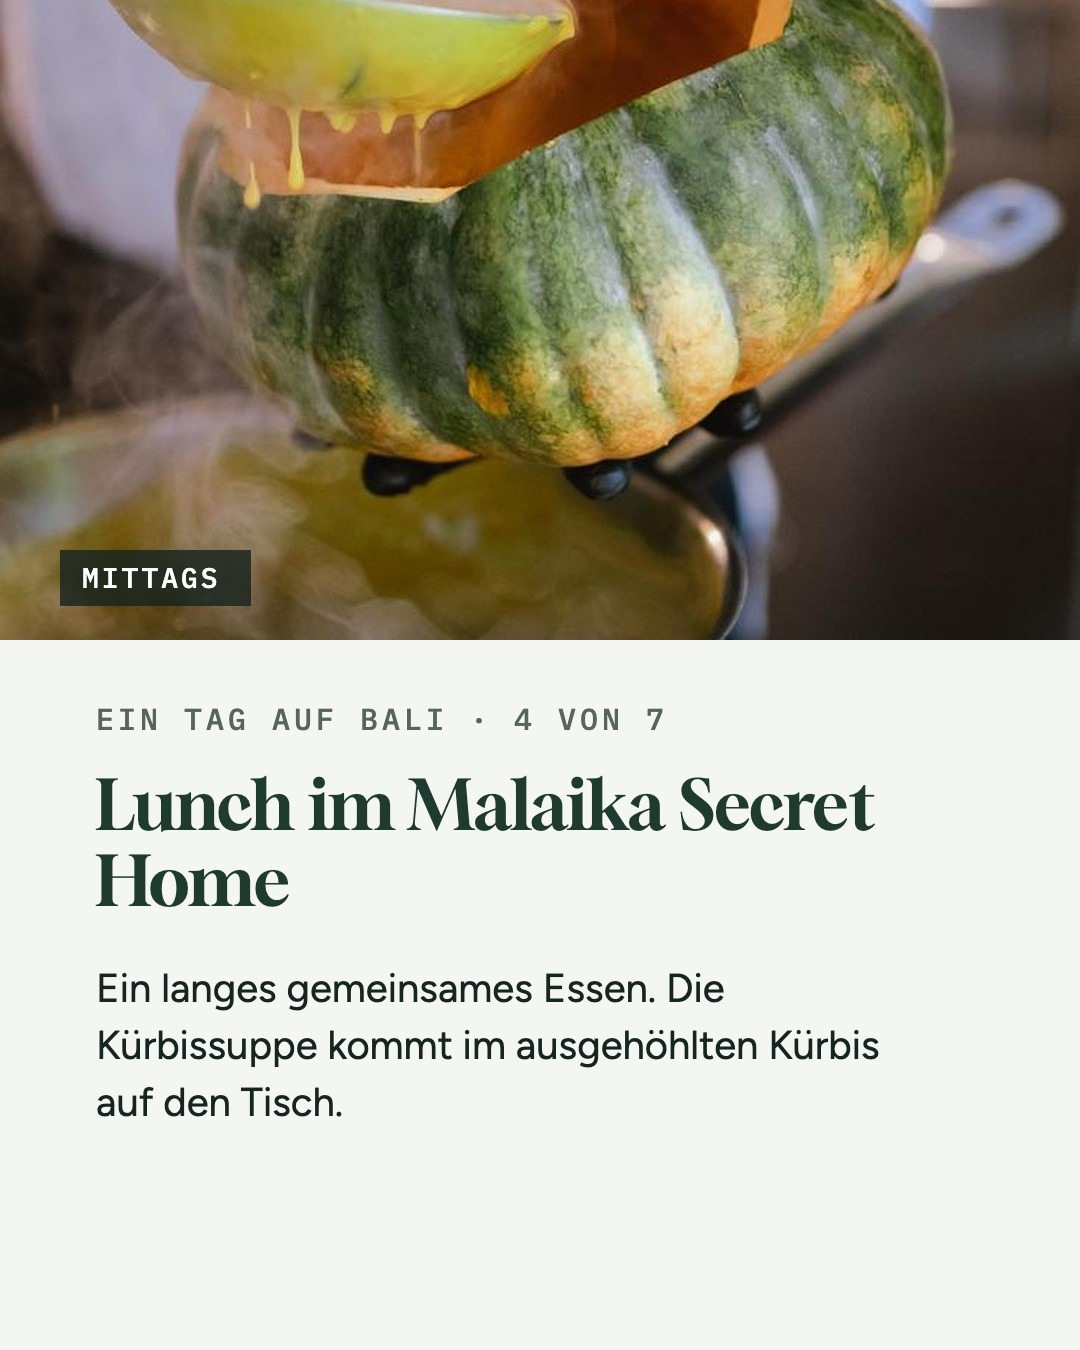 MITTAGS
EIN TAG AUF BALI · 4 VON 7
Lunch im Malaika Secret
Home
Ein langes gemeinsames Essen. Die
Kürbissuppe kommt im ausgehöhlten Kürbis
auf den Tisch.